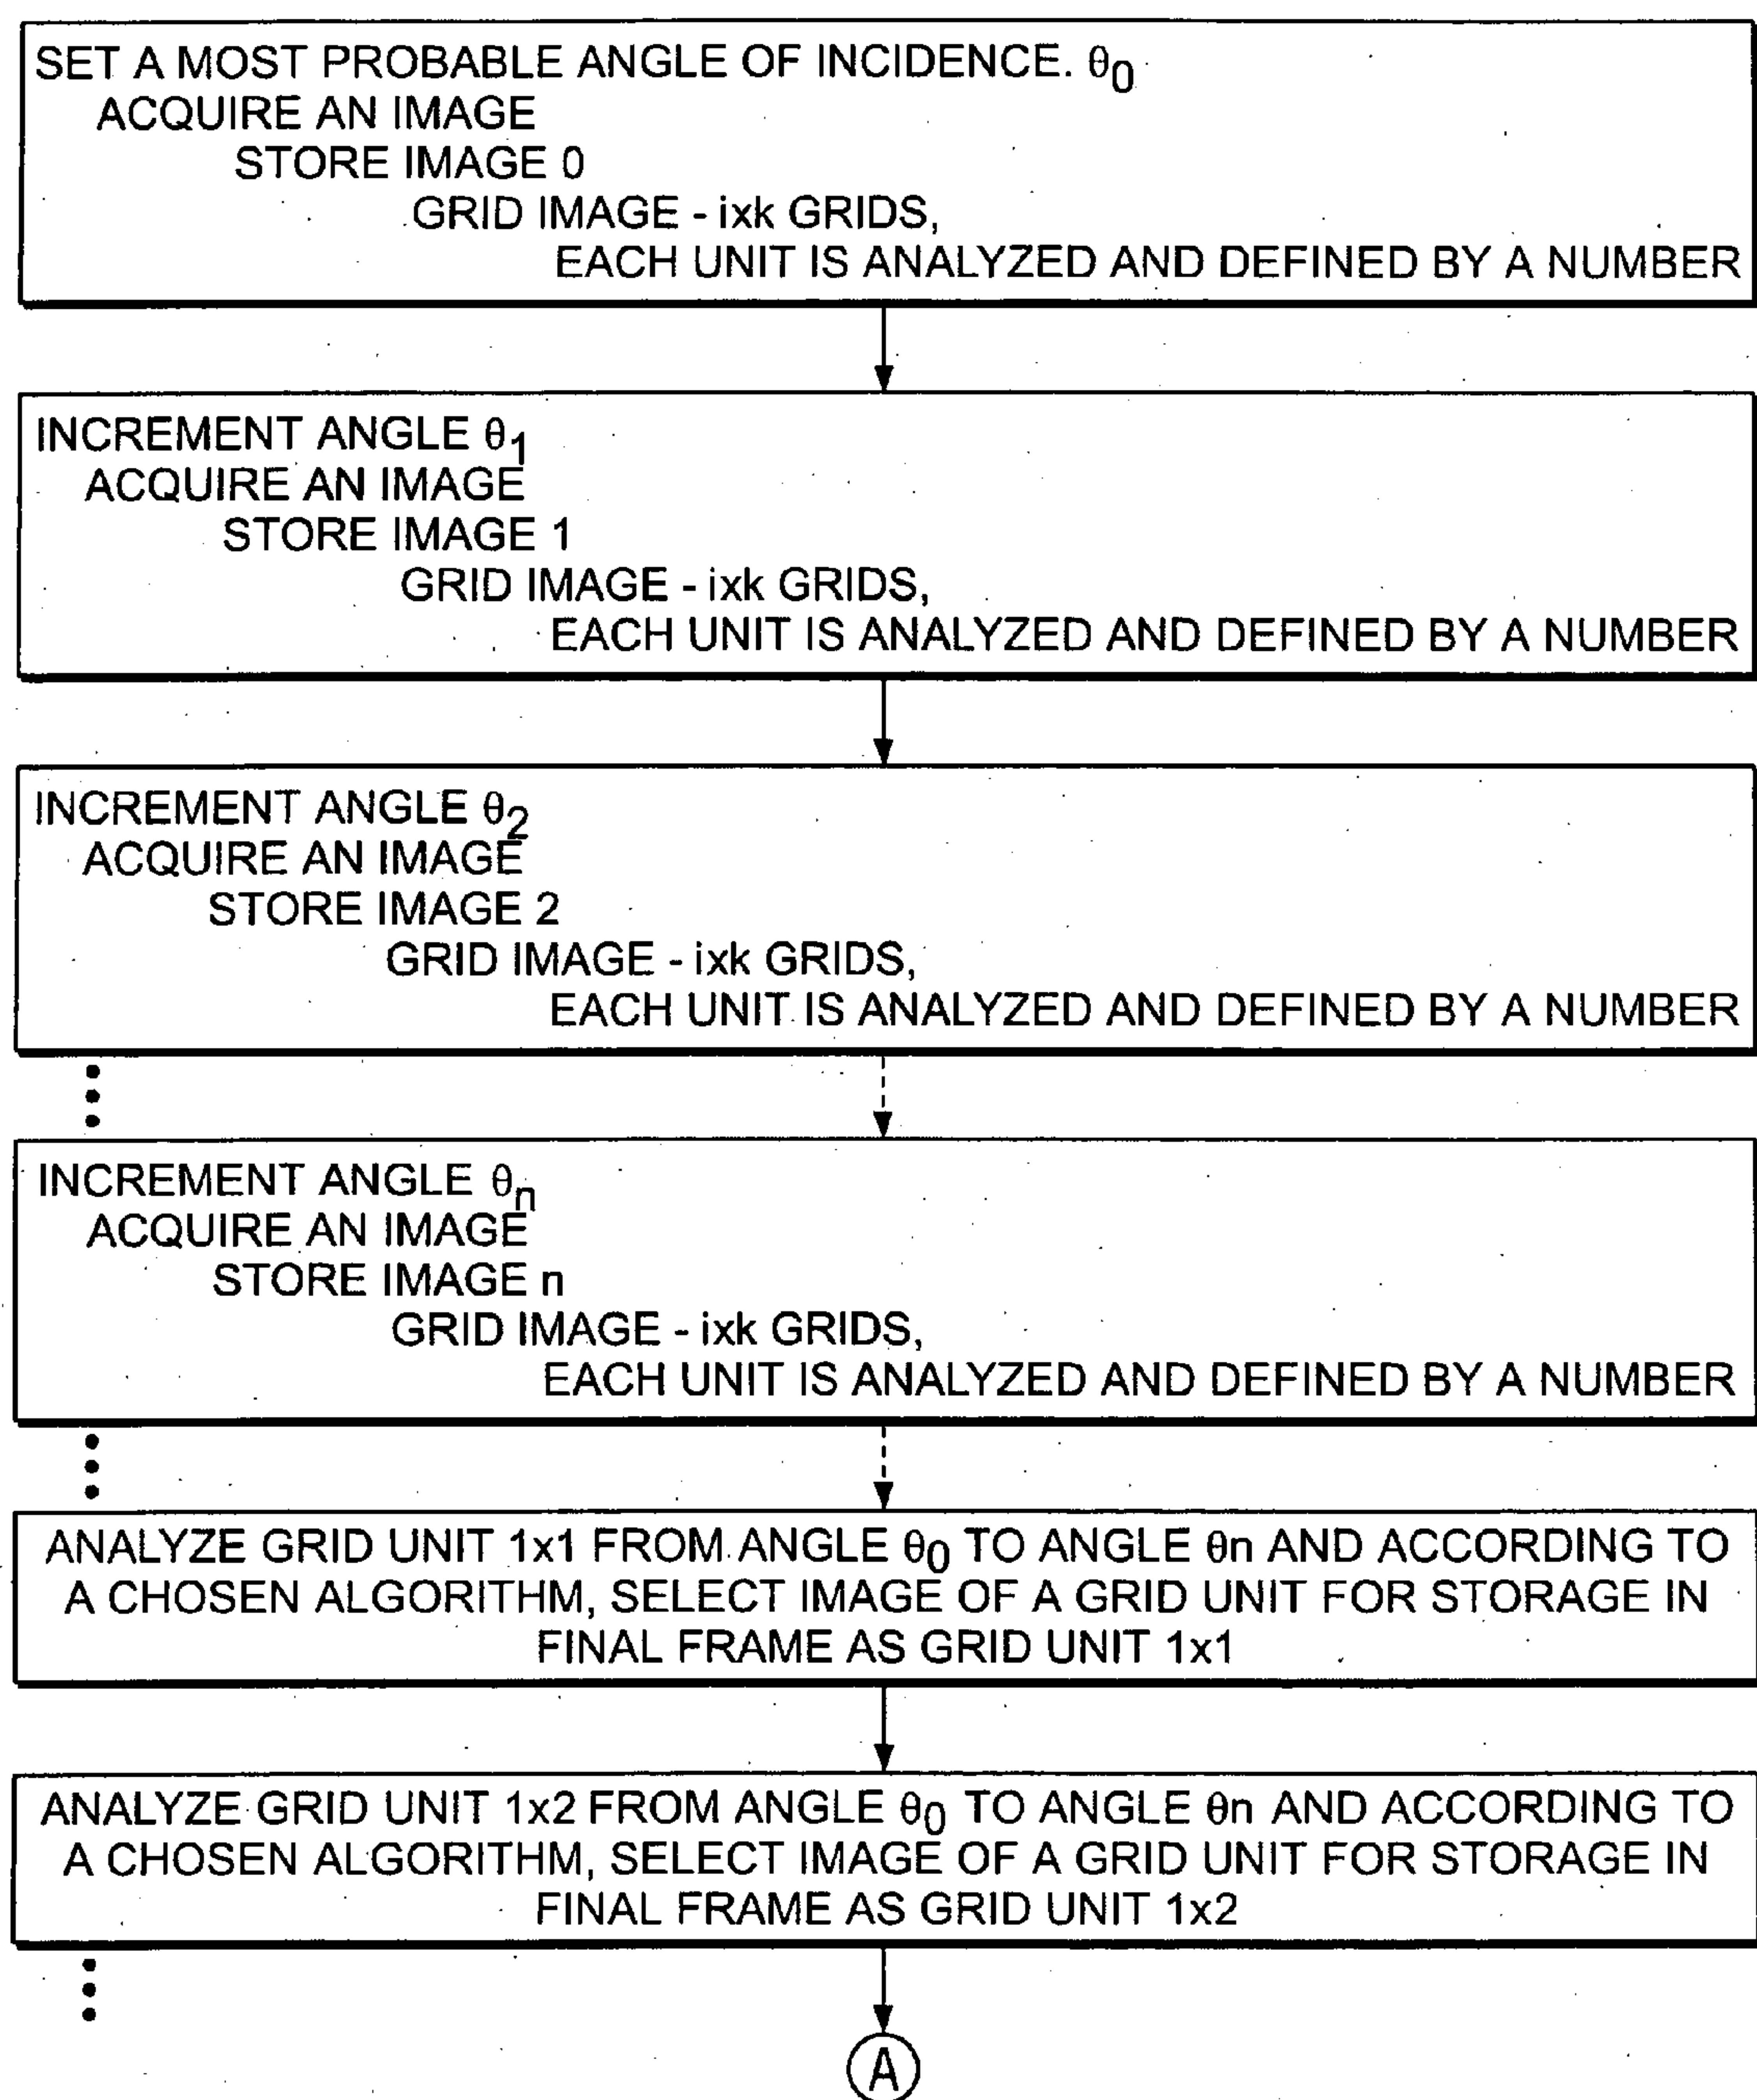 SET A MOST PROBABLE ANGLE OF INCIDENCE. θ0
ACQUIRE AN IMAGE
STORE IMAGE 0
GRID IMAGE - ixk GRIDS,
EACH UNIT IS ANALYZED AND DEFINED BY A NUMBER
INCREMENT ANGLE θ1
ACQUIRE AN IMAGE
STORE IMAGE 1
GRID IMAGE - ixk GRIDS,
EACH UNIT IS ANALYZED AND DEFINED BY A NUMBER
INCREMENT ANGLE θ2
ACQUIRE AN IMAGE
STORE IMAGE 2
GRID IMAGE - ixk GRIDS,
EACH UNIT IS ANALYZED AND DEFINED BY A NUMBER
INCREMENT ANGLE θn
ACQUIRE AN IMAGE
STORE IMAGE n
GRID IMAGE - ixk GRIDS,
EACH UNIT IS ANALYZED AND DEFINED BY A NUMBER
ANALYZE GRID UNIT 1x1 FROM ANGLE θ0 TO ANGLE θn AND ACCORDING TO
A CHOSEN ALGORITHM, SELECT IMAGE OF A GRID UNIT FOR STORAGE IN
FINAL FRAME AS GRID UNIT 1x1
ANALYZE GRID UNIT 1x2 FROM ANGLE θ0 TO ANGLE θn AND ACCORDING TO
A CHOSEN ALGORITHM, SELECT IMAGE OF A GRID UNIT FOR STORAGE IN
FINAL FRAME AS GRID UNIT 1x2
A